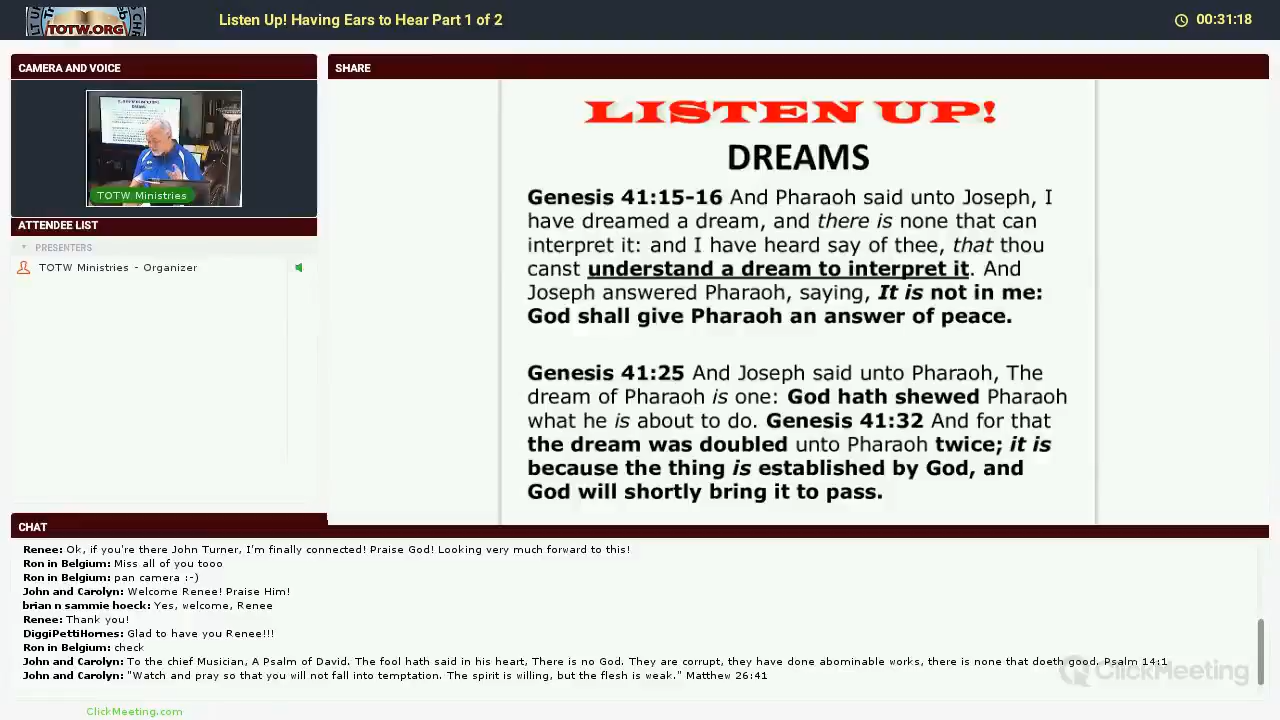 TOTW.ORG
Listen Up! Having Ears to Hear Part 1 of 2
00:31:18
CAMERA AND VOICE
SHARE
LISTEN UP!
DREAMS
TOTW Ministries
ATTENDEE LIST
PRESENTERS
TOTW Ministries - Organizer
LISTEN UP!
DREAMS
Genesis 41:15-16 And Pharaoh said unto Joseph, I
have dreamed a dream, and there is none that can
interpret it: and I have heard say of thee, that thou
canst understand a dream to interpret it. And
Joseph answered Pharaoh, saying, It is not in me:
God shall give Pharaoh an answer of peace.
Genesis 41:25 And Joseph said unto Pharaoh, The
dream of Pharaoh is one: God hath shewed Pharaoh
what he is about to do. Genesis 41:32 And for that
the dream was doubled unto Pharaoh twice; it is
because the thing is established by God, and
God will shortly bring it to pass.
CHAT
Renee: Ok, if you're there John Turner, I'm finally connected! Praise God! Looking very much forward to this!
Ron in Belgium: Miss all of you tooo
Ron in Belgium: pan camera :-)
John and Carolyn: Welcome Renee! Praise Him!
brian n sammie hoeck: Yes, welcome, Renee
Renee: Thank you!
DiggiPettiHornes: Glad to have you Renee!!!
Ron in Belgium: check
John and Carolyn: To the chief Musician, A Psalm of David. The fool hath said in his heart, There is no God. They are corrupt, they have done abominable works, there is none that doeth good. Psalm 14:1
John and Carolyn: "Watch and pray so that you will not fall into temptation. The spirit is willing, but the flesh is weak." Matthew 26:41
ClickMeeting
ClickMeeting.com